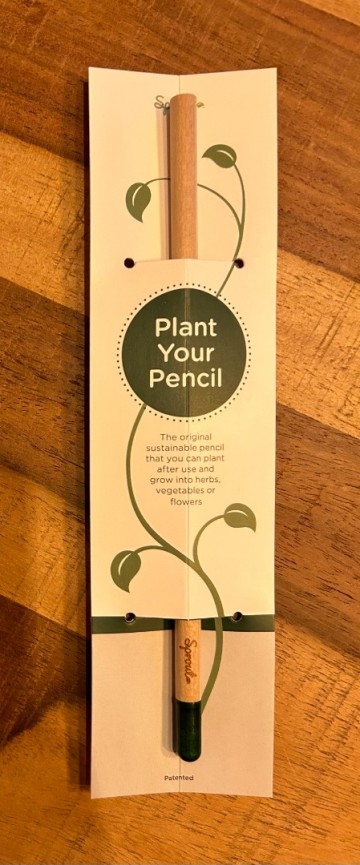 Plant
Your
Pencil
The original
sustainable pencil
that you can plant
after use and
grow into herbs,
vegetables or
flowers
Sprout
Patented